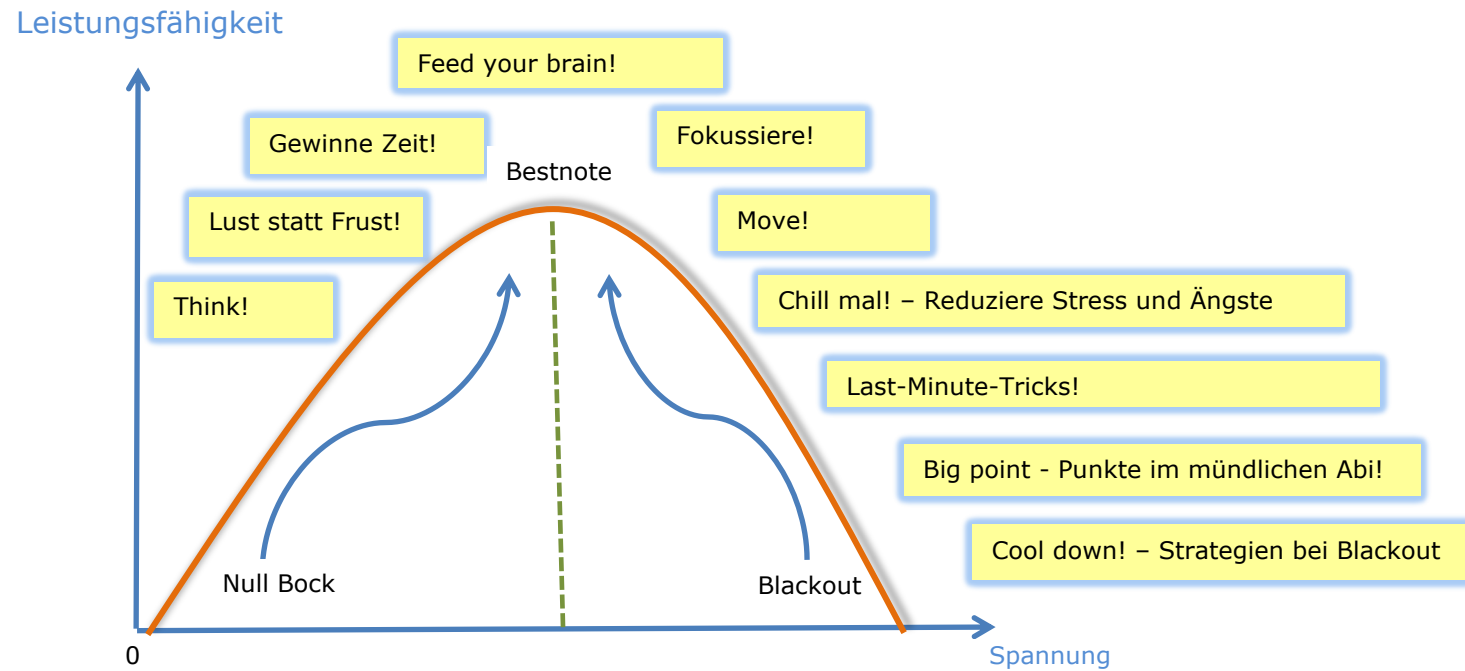 Leistungsfähigkeit
Feed your brain!
Gewinne Zeit!
Fokussiere!
Bestnote
Lust statt Frust!
Move!
Think!
Chill mal! – Reduziere Stress und Ängste
Last-Minute-Tricks!
Big point - Punkte im mündlichen Abi!
Cool down! – Strategien bei Blackout
Null Bock
Blackout
0
Spannung